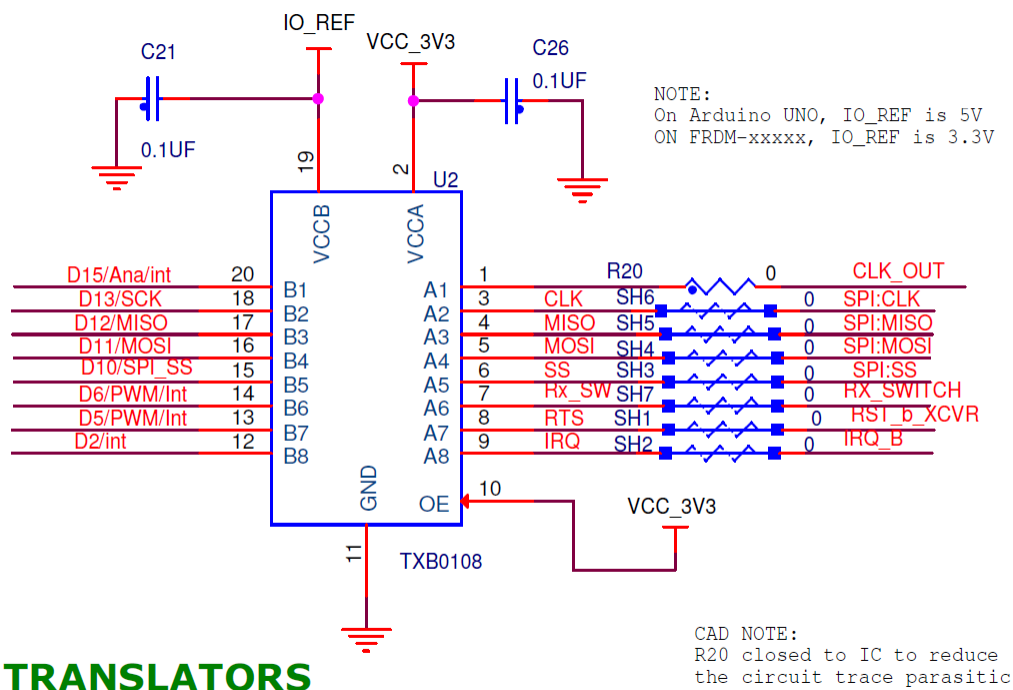 IO_REF
VCC_3V3
C21
C26
0.1UF
0.1UF
NOTE:
On Arduino UNO, IO_REF is 5V
ON FRDM-xxxxx, IO_REF is 3.3V
19
2
U2
VCCB
VCCA
D15/Ana/int 20 B1 A1 1 R20 0 CLK_OUT
D13/SCK 18 B2 A2 3 CLK SH6 0 SPI:CLK
D12/MISO 17 B3 A3 4 MISO SH5 0 SPI:MISO
D11/MOSI 16 B4 A4 5 MOSI SH4 0 SPI:MOSI
D10/SPI_SS 15 B5 A5 6 SS SH3 0 SPI:SS
D6/PWM/Int 14 B6 A6 7 Rx_SW SH7 0 RX_SWITCH
D5/PWM/Int 13 B7 A7 8 RTS SH1 0 RST_b_XCVR
D2/int 12 B8 A8 9 IRQ SH2 0 IRQ_B
GND
OE 10
VCC_3V3
11
TXB0108
CAD NOTE:
R20 closed to IC to reduce
the circuit trace parasitic
TRANSLATORS